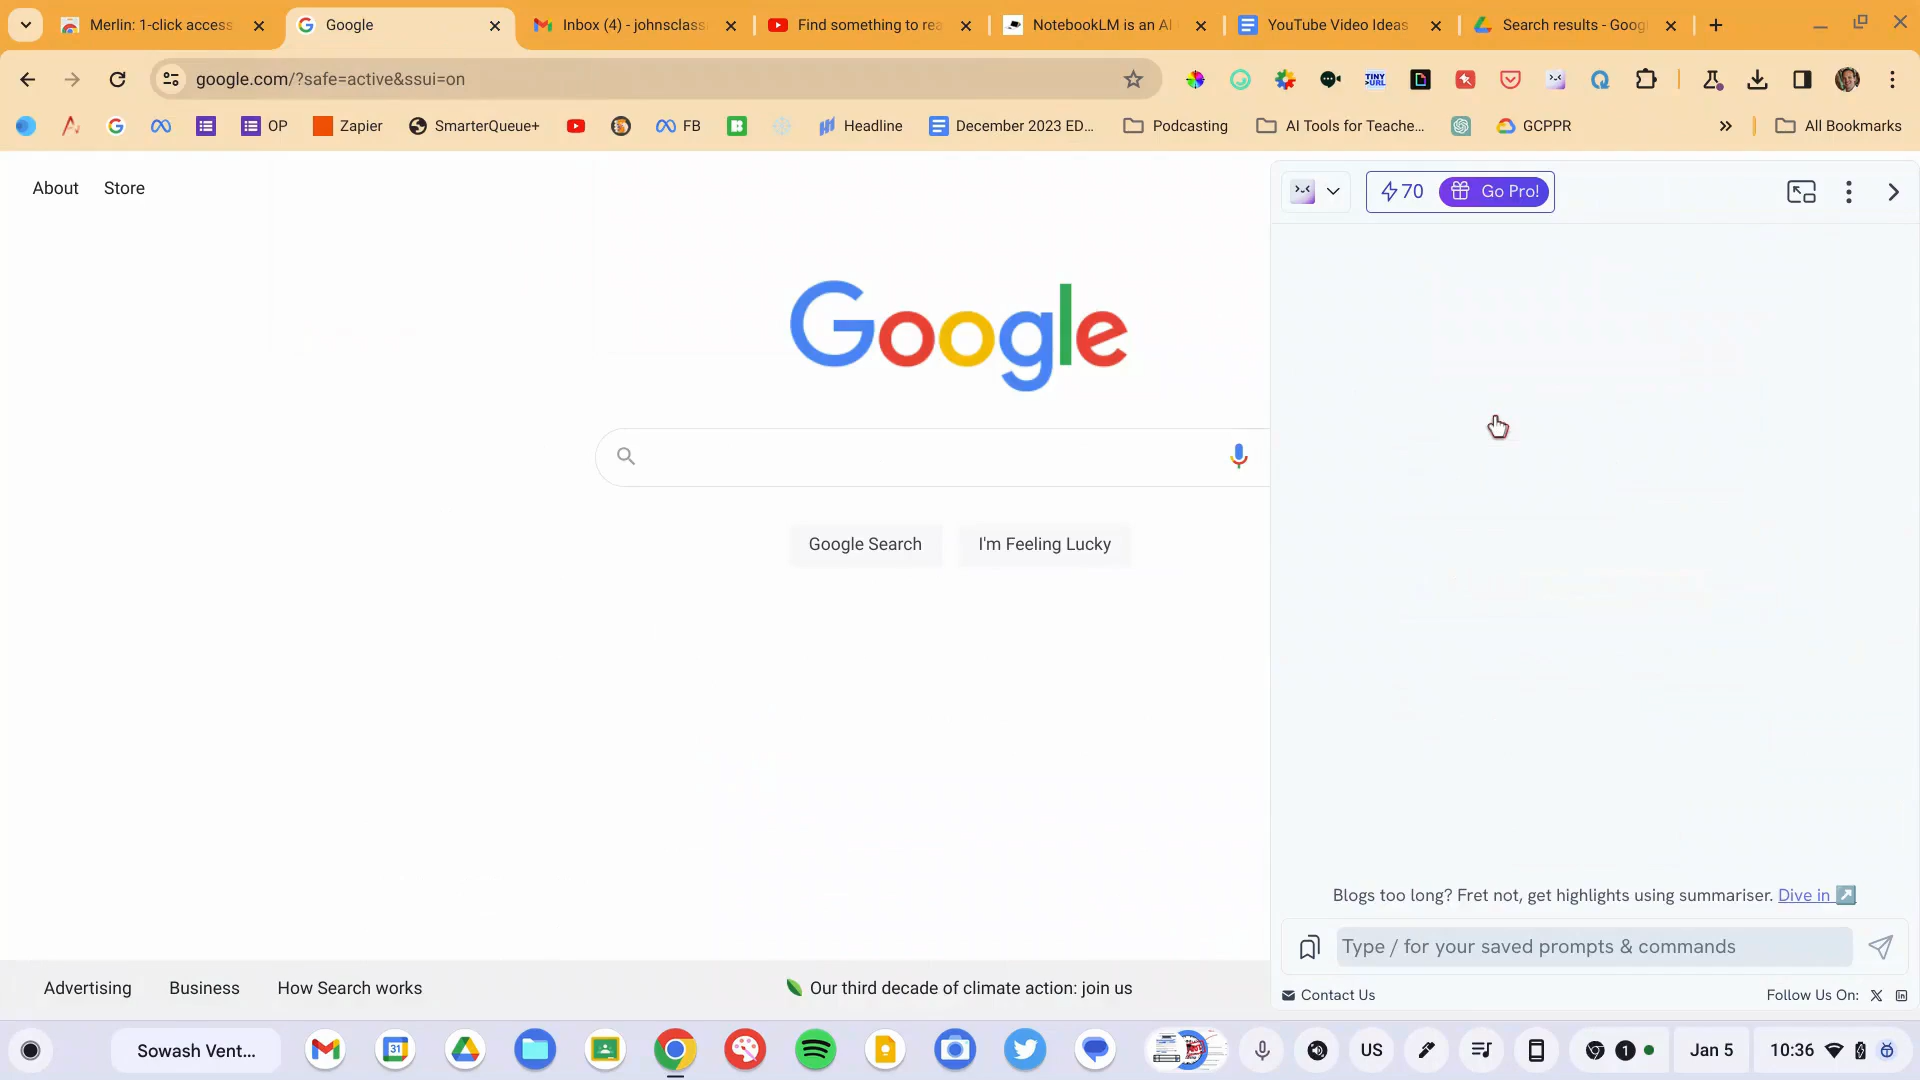 Merlin: 1-click access
Google
Inbox (4) - johnsclass
Find something to rea
NotebookLM is an AI
YouTube Video Ideas
Search results - Goog
google.com/?safe=active&ssui=on
TINY
URL
OP
Zapier
SmarterQueue+
FB
Headline
December 2023 ED...
Podcasting
AI Tools for Teache...
GCPPR
All Bookmarks
About
Store
70
Go Pro!
Google
Google Search
I'm Feeling Lucky
Blogs too long? Fret not, get highlights using summariser. Dive in
Type / for your saved prompts & commands
Contact Us
Follow Us On:
Advertising
Business
How Search works
Our third decade of climate action: join us
Sowash Vent...
31
US
1
Jan 5
10:36